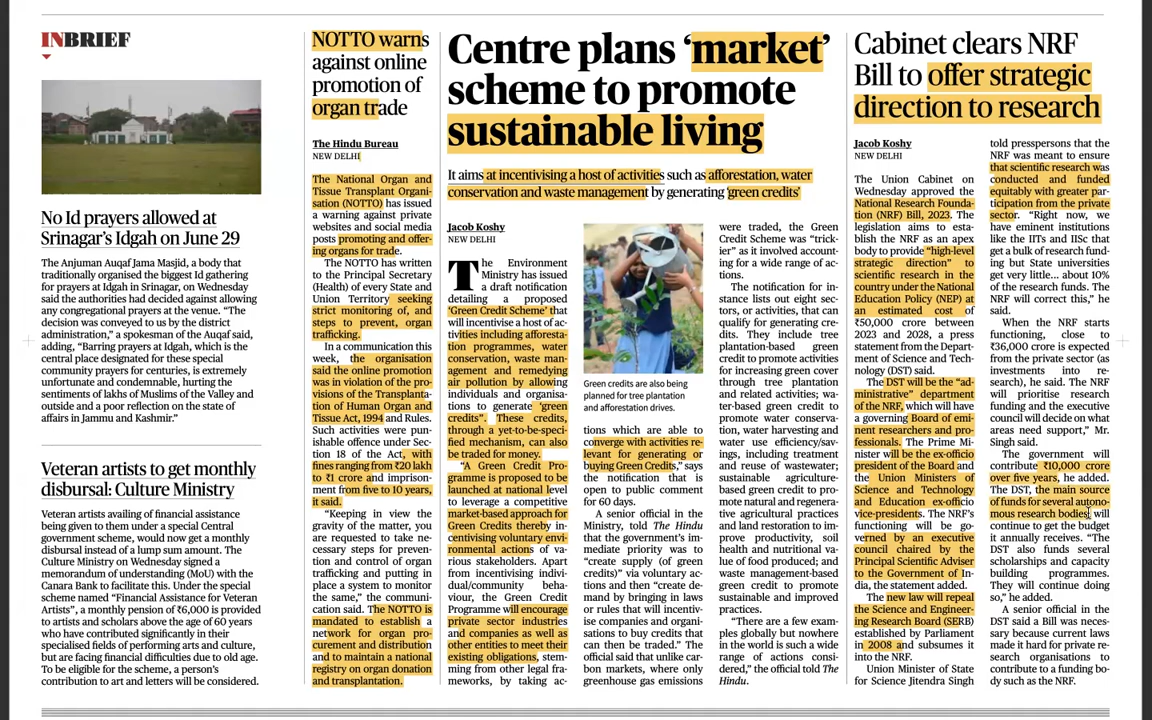 INBRIEF
No Id prayers allowed at
Srinagar's Idgah on June 29
The Anjuman Auqaf Jama Masjid, a body that
traditionally organised the biggest Id gathering
for prayers at Idgah in Srinagar, on Wednesday
said the authorities had decided against allowing
any congregational prayers at the venue. “The
decision was conveyed to us by the district
administration,” a spokesman of the Auqaf said,
adding, “Barring prayers at Idgah, which is the
central place designated for these special
community prayers for centuries, is extremely
unfortunate and condemnable, hurting the
sentiments of lakhs of Muslims of the Valley and
outside and a poor reflection on the state of
affairs in Jammu and Kashmir.”
Veteran artists to get monthly
disbursal: Culture Ministry
Veteran artists availing of financial assistance
being given to them under a special Central
government scheme, would now get a monthly
disbursal instead of a lump sum amount. The
Culture Ministry on Wednesday signed a
memorandum of understanding (MoU) with the
Canara Bank to facilitate this. Under the special
scheme named “Financial Assistance for Veteran
Artists”, a monthly pension of ₹6,000 is provided
to artists and scholars above the age of 60 years
who have contributed significantly in their
specialised fields of performing arts and culture,
but are facing financial difficulties due to old age.
To be eligible for the scheme, a person's
contribution to art and letters will be considered.
NOTTO warns
against online
promotion of
organ trade
The Hindu Bureau
NEW DELHI
The National Organ and
Tissue Transplant Organi-
sation (NOTTO) has issued
a warning against private
websites and social media
posts promoting and offer-
ing organs for trade.
The NOTTO has written
to the Principal Secretary
(Health) of every State and
Union Territory seeking
strict monitoring of, and
steps to prevent, organ
trafficking.
In a communication this
week, the organisation
said the online promotion
was in violation of the pro-
visions of the Transplanta-
tion of Human Organ and
Tissue Act, 1994 and Rules.
Such activities were pun-
ishable offence under Sec-
tion 18 of the Act, with
fines ranging from ₹20 lakh
to ₹1 crore and imprison-
ment from five to 10 years,
it said.
“Keeping in view the
gravity of the matter, you
are requested to take ne-
cessary steps for preven-
tion and control of organ
trafficking and putting in
place a system to monitor
the same,” the communi-
cation said. The NOTTO is
mandated to establish a
network for organ pro-
curement and distribution
and to maintain a national
registry on organ donation
and transplantation.
Centre plans ‘market’
scheme to promote
sustainable living
It aims at incentivising a host of activities such as afforestation, water
conservation and waste management by generating ‘green credits’
Jacob Koshy
NEW DELHI
The Environment
Ministry has issued
a draft notification
detailing a proposed
‘Green Credit Scheme’ that
will incentivise a host of ac-
tivities including afforesta-
tion programmes, water
conservation, waste man-
agement and remedying
air pollution by allowing
individuals and organisa-
tions to generate ‘green
credits’. These credits,
through a yet-to-be-speci-
fied mechanism, can also
be traded for money.
“A Green Credit Pro-
gramme is proposed to be
launched at national level
to leverage a competitive
market-based approach for
Green Credits thereby in-
centivising voluntary envi-
ronmental actions of va-
rious stakeholders. Apart
from incentivising indivi-
dual/community beha-
viour, the Green Credit
Programme will encourage
private sector industries
and companies as well as
other entities to meet their
existing obligations, stem-
ming from other legal fra-
meworks, by taking ac-
Green credits are also being
planned for tree plantation
and afforestation drives.
tions which are able to
converge with activities re-
levant for generating or
buying Green Credits,” says
the notification that is
open to public comment
for 60 days.
A senior official in the
Ministry, told The Hindu
that the government's im-
mediate priority was to
“create supply (of green
credits)” via voluntary ac-
tions and then “create de-
mand by bringing in laws
or rules that will incentiv-
ise companies and organi-
sations to buy credits that
can then be traded.” The
official said that unlike car-
bon markets, where only
greenhouse gas emissions
were traded, the Green
Credit Scheme was “trick-
ier” as it involved account-
ing for a wide range of ac-
tions.
The notification for in-
stance lists out eight sec-
tors, or activities, that can
qualify for generating cre-
dits. They include tree
plantation-based green
credit to promote activities
for increasing green cover
through tree plantation
and related activities; wa-
ter-based green credit to
promote water conserva-
tion, water harvesting and
water use efficiency/sav-
ings, including treatment
and reuse of wastewater;
sustainable agriculture-
based green credit to pro-
mote natural and regenera-
tive agricultural practices
and land restoration to im-
prove productivity, soil
health and nutritional va-
lue of food produced; and
waste management-based
green credit to promote
sustainable and improved
practices.
“There are a few exam-
ples globally but nowhere
in the world is such a wide
range of actions consi-
dered,” the official told The
Hindu.
Cabinet clears NRF
Bill to offer strategic
direction to research
Jacob Koshy
NEW DELHI
The Union Cabinet on
Wednesday approved the
National Research Founda-
tion (NRF) Bill, 2023. The
legislation aims to esta-
blish the NRF as an apex
body to provide “high-level
strategic direction” to
scientific research in the
country under the National
Education Policy (NEP) at
an estimated cost of
₹50,000 crore between
2023 and 2028, a press
statement from the Depart-
ment of Science and Tech-
nology (DST) said.
The DST will be the “ad-
ministrative” department
of the NRF, which will have
a governing Board of emi-
nent researchers and pro-
fessionals. The Prime Mi-
nister will be the ex-officio
president of the Board and
the Union Ministers of
Science and Technology
and Education ex-officio
vice-presidents. The NRF's
functioning will be go-
verned by an executive
council chaired by the
Principal Scientific Adviser
to the Government of In-
dia, the statement added.
The new law will repeal
the Science and Engineer-
ing Research Board (SERB)
established by Parliament
in 2008 and subsumes it
into the NRF.
Union Minister of State
for Science Jitendra Singh
told presspersons that the
NRF was meant to ensure
that scientific research was
conducted and funded
equitably with greater par-
ticipation from the private
sector. “Right now, we
have eminent institutions
like the IITs and IISc that
get a bulk of research fund-
ing but State universities
get very little... about 10%
of the research funds. The
NRF will correct this,” he
said.
When the NRF starts
functioning, close to
₹36,000 crore is expected
from the private sector (as
investments into re-
search), he said. The NRF
will prioritise research
funding and the executive
council will decide on what
areas need support,” Mr.
Singh said.
The government will
contribute ₹10,000 crore
over five years, he added.
The DST, the main source
of funds for several autono-
mous research bodies, will
continue to get the budget
it annually receives. “The
DST also funds several
scholarships and capacity
building programmes.
They will continue doing
so,” he added.
A senior official in the
DST said a Bill was neces-
sary because current laws
made it hard for private re-
search organisations to
contribute to a funding bo-
dy such as the NRF.